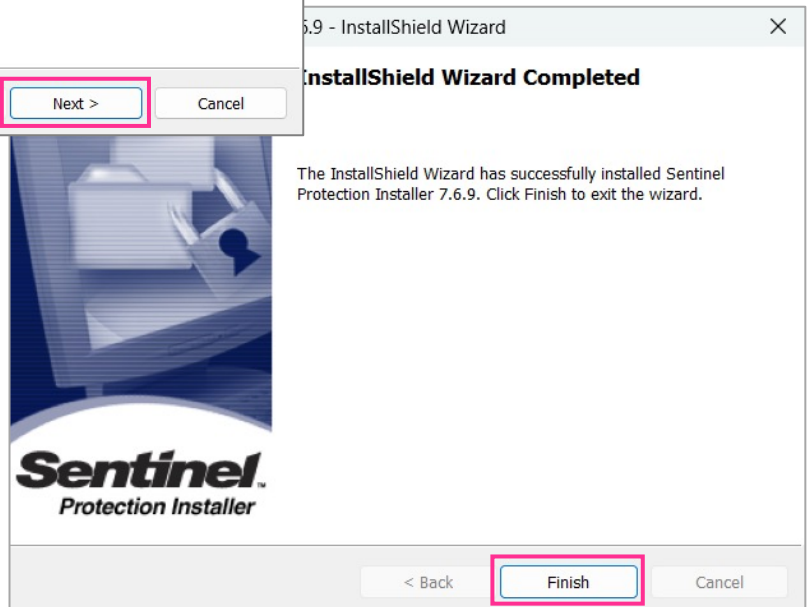 Next >
Cancel
6.9 - InstallShield Wizard
InstallShield Wizard Completed
The InstallShield Wizard has successfully installed Sentinel
Protection Installer 7.6.9. Click Finish to exit the wizard.
Sentinel™
Protection Installer
< Back
Finish
Cancel